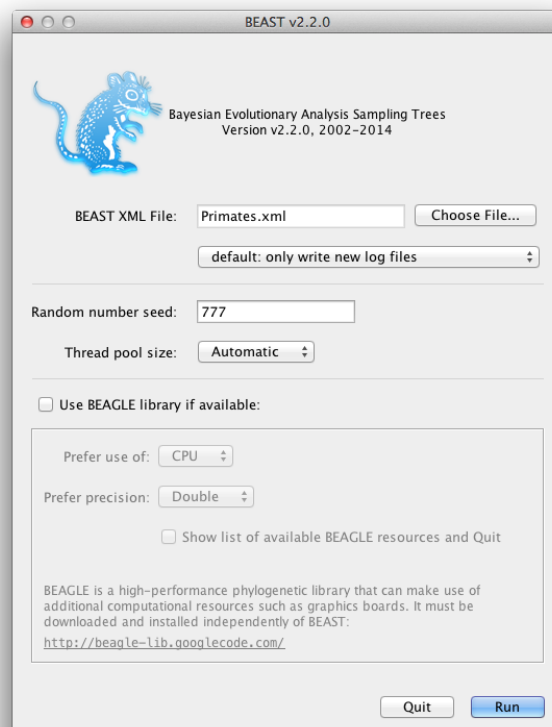 BEAST v2.2.0
Bayesian Evolutionary Analysis Sampling Trees
Version v2.2.0, 2002-2014
BEAST XML File: Primates.xml Choose File...
default: only write new log files
Random number seed: 777
Thread pool size: Automatic
Use BEAGLE library if available:
Prefer use of: CPU
Prefer precision: Double
Show list of available BEAGLE resources and Quit
BEAGLE is a high-performance phylogenetic library that can make use of
additional computational resources such as graphics boards. It must be
downloaded and installed independently of BEAST:
http://beagle-lib.googlecode.com/
Quit Run